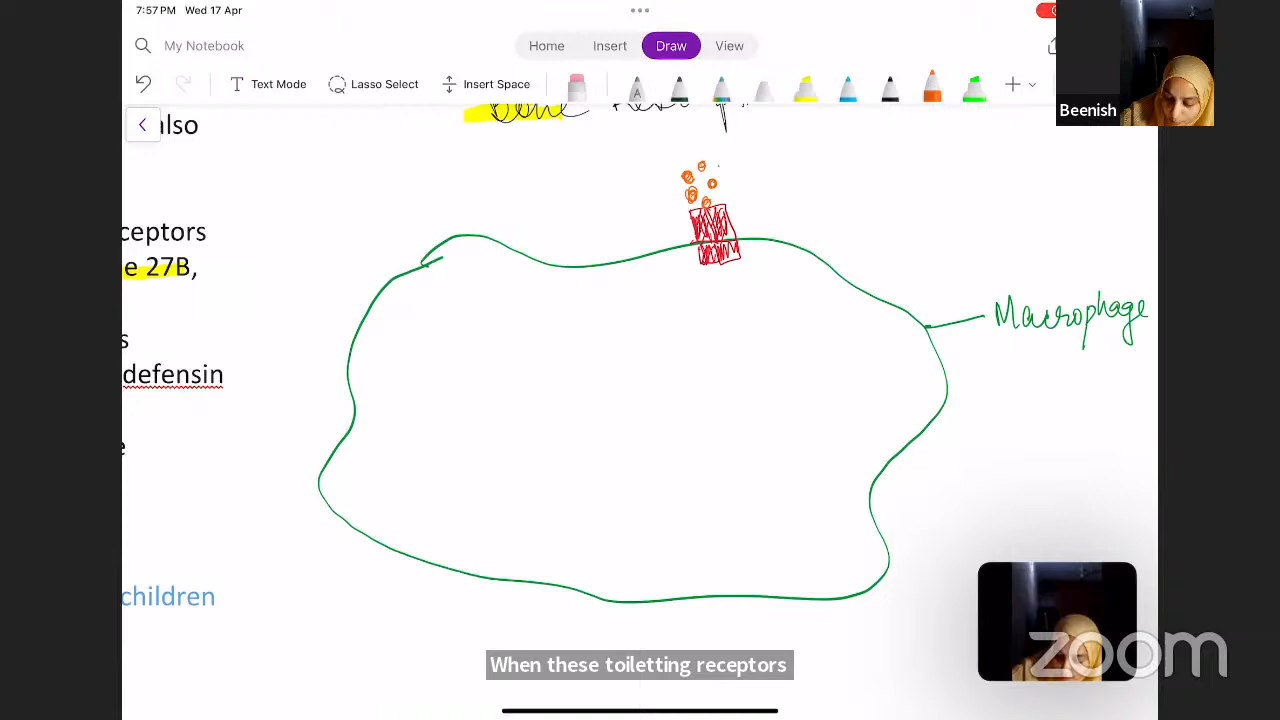 7:57 PM Wed 17 Apr
My Notebook
Home Insert Draw View
Text Mode Lasso Select Insert Space
A
Bone
also
Beenish
ceptors
e 27B,
Macrophage
s
defensin
e
children
zoom
When these toiletting receptors